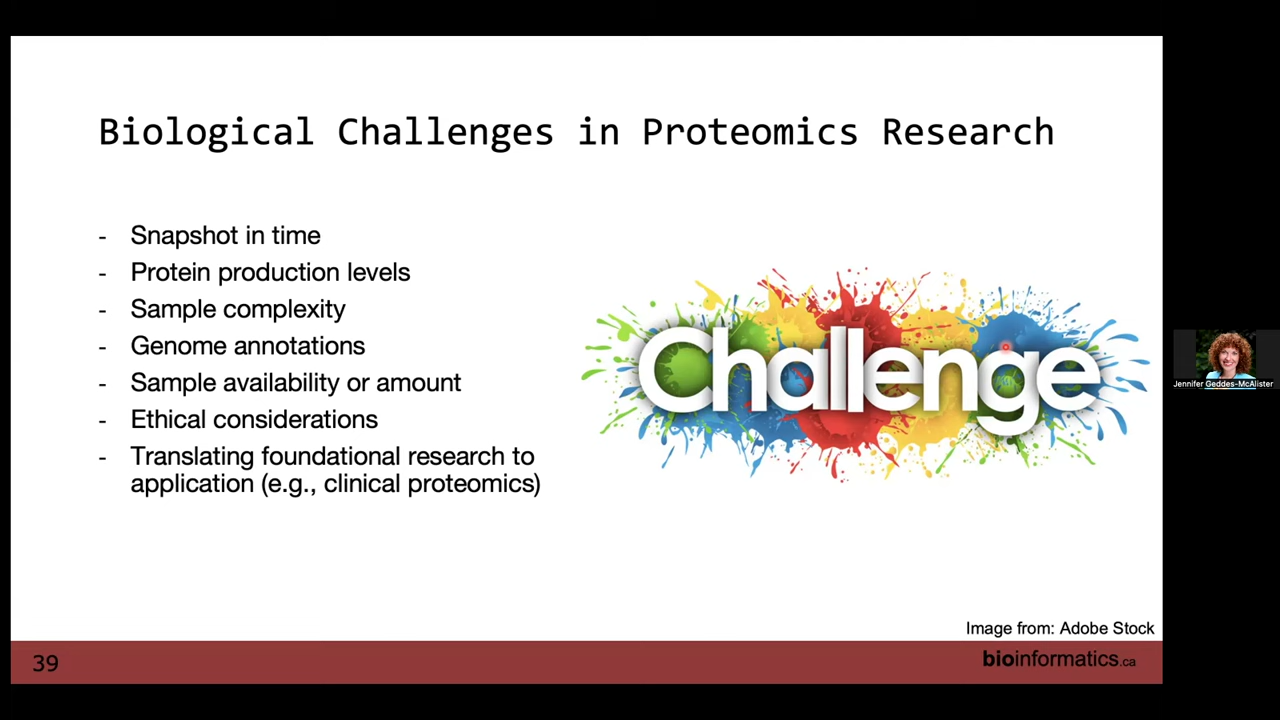 Biological Challenges in Proteomics Research
- Snapshot in time
- Protein production levels
- Sample complexity
- Genome annotations
- Sample availability or amount
- Ethical considerations
- Translating foundational research to
application (e.g., clinical proteomics)
Challenge
Jennifer Geddes-McAlister
Image from: Adobe Stock
39
bioinformatics.ca